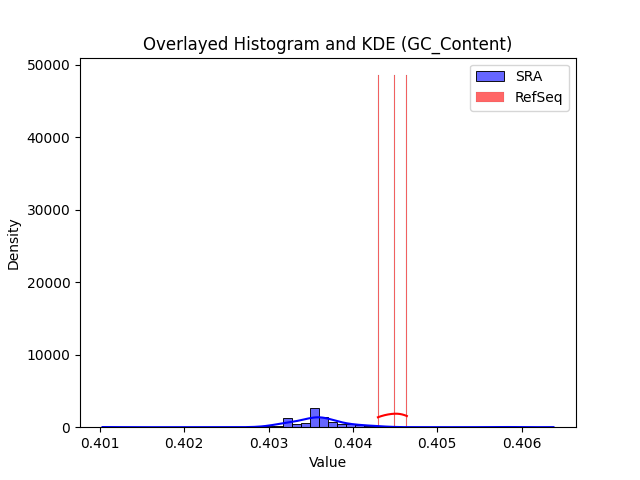 Overlayed Histogram and KDE (GC_Content)
SRA
RefSeq
50000
40000
30000
20000
10000
0
Density
0.401 0.402 0.403 0.404 0.405 0.406
Value